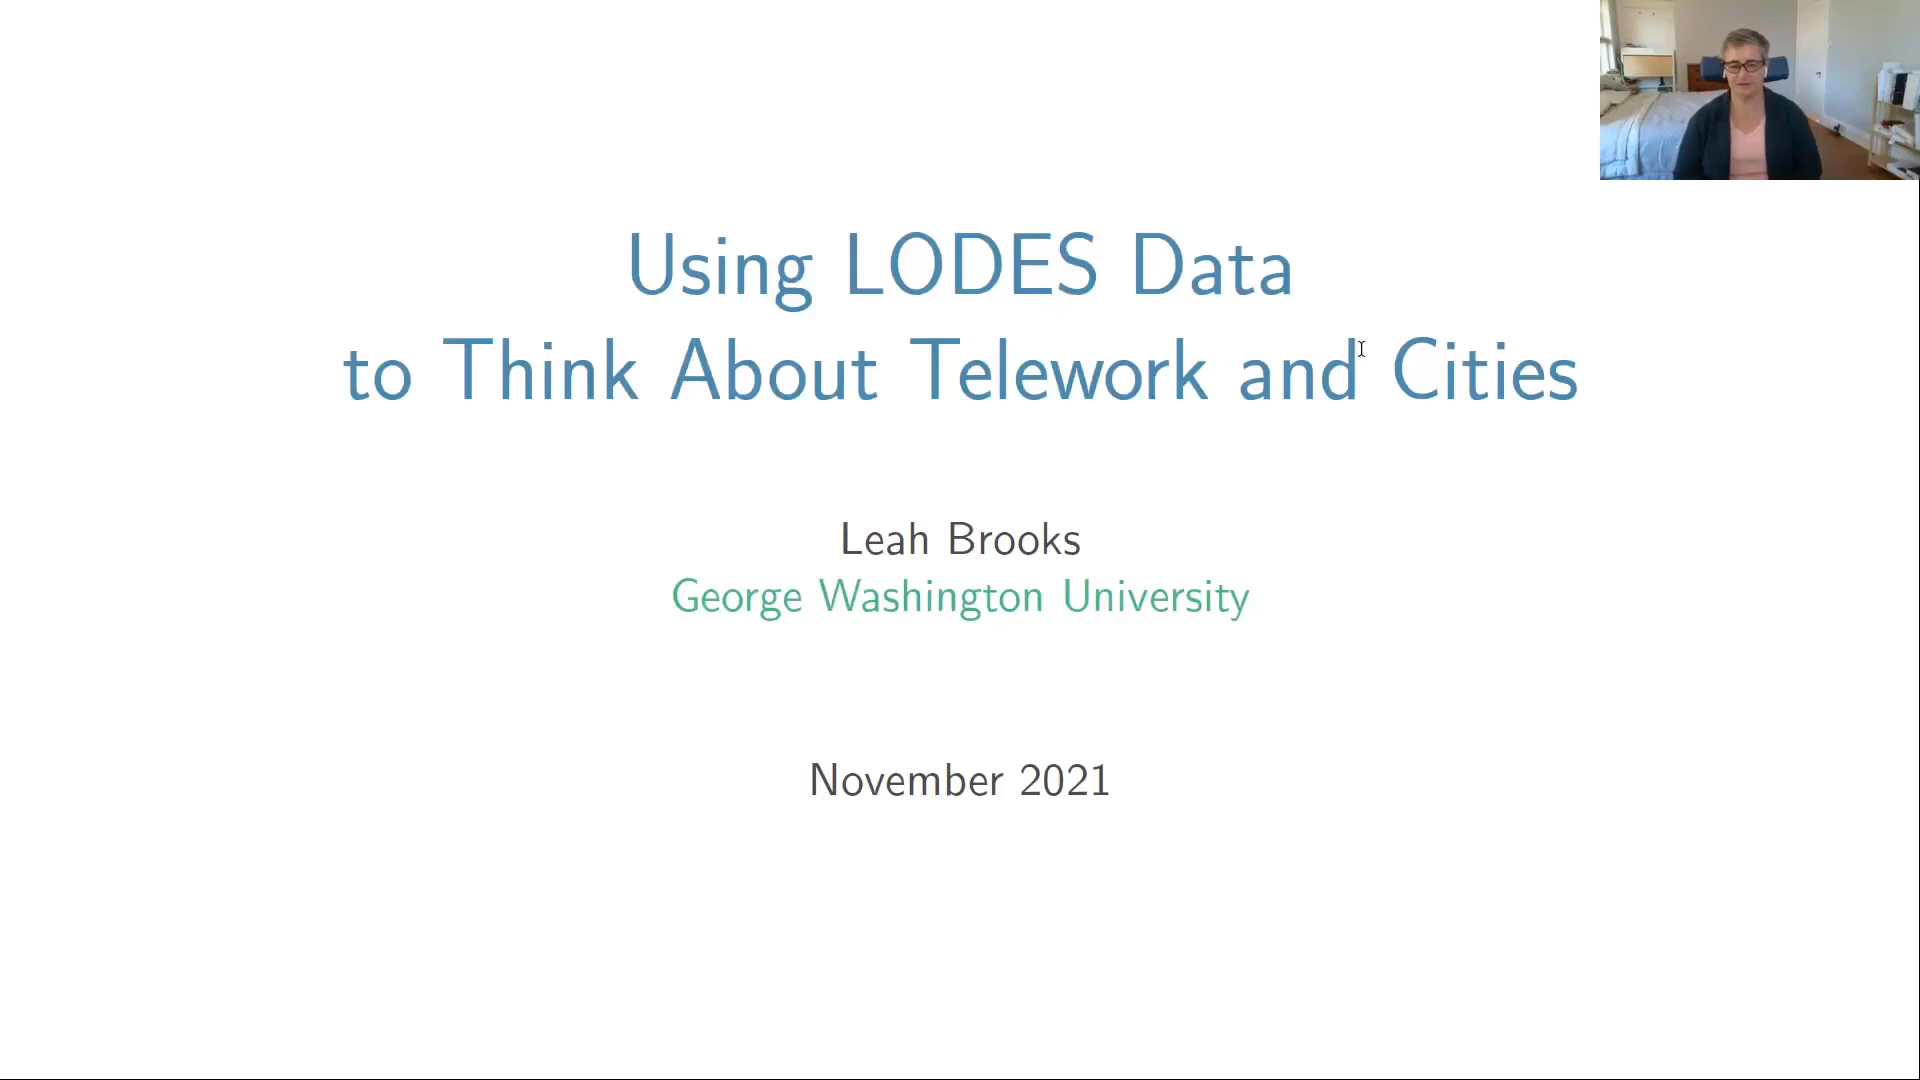 Using LODES Data
to Think About Telework and Cities
Leah Brooks
George Washington University
November 2021